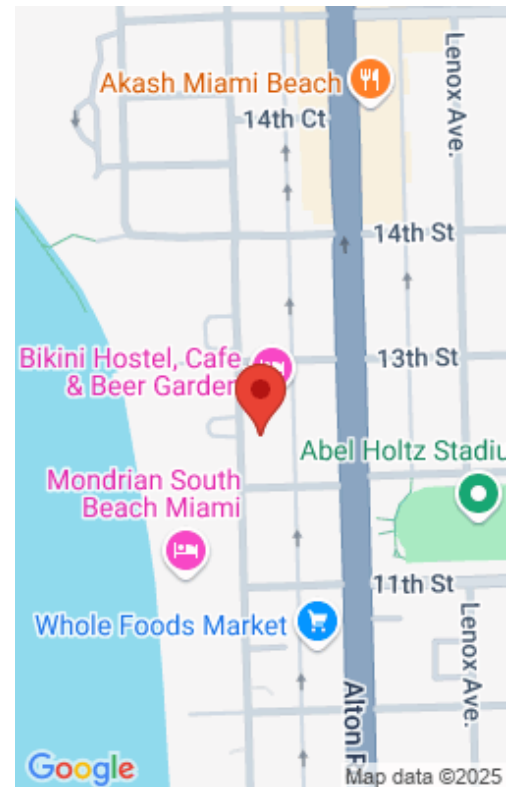 Lenox Ave.
Akash Miami Beach
14th Ct
14th St
13th St
Bikini Hostel, Cafe
& Beer Garden
Abel Holtz Stadiu
Mondrian South
Beach Miami
11th St
Whole Foods Market
Lenox Ave.
Alton R
Google
Map data ©2025